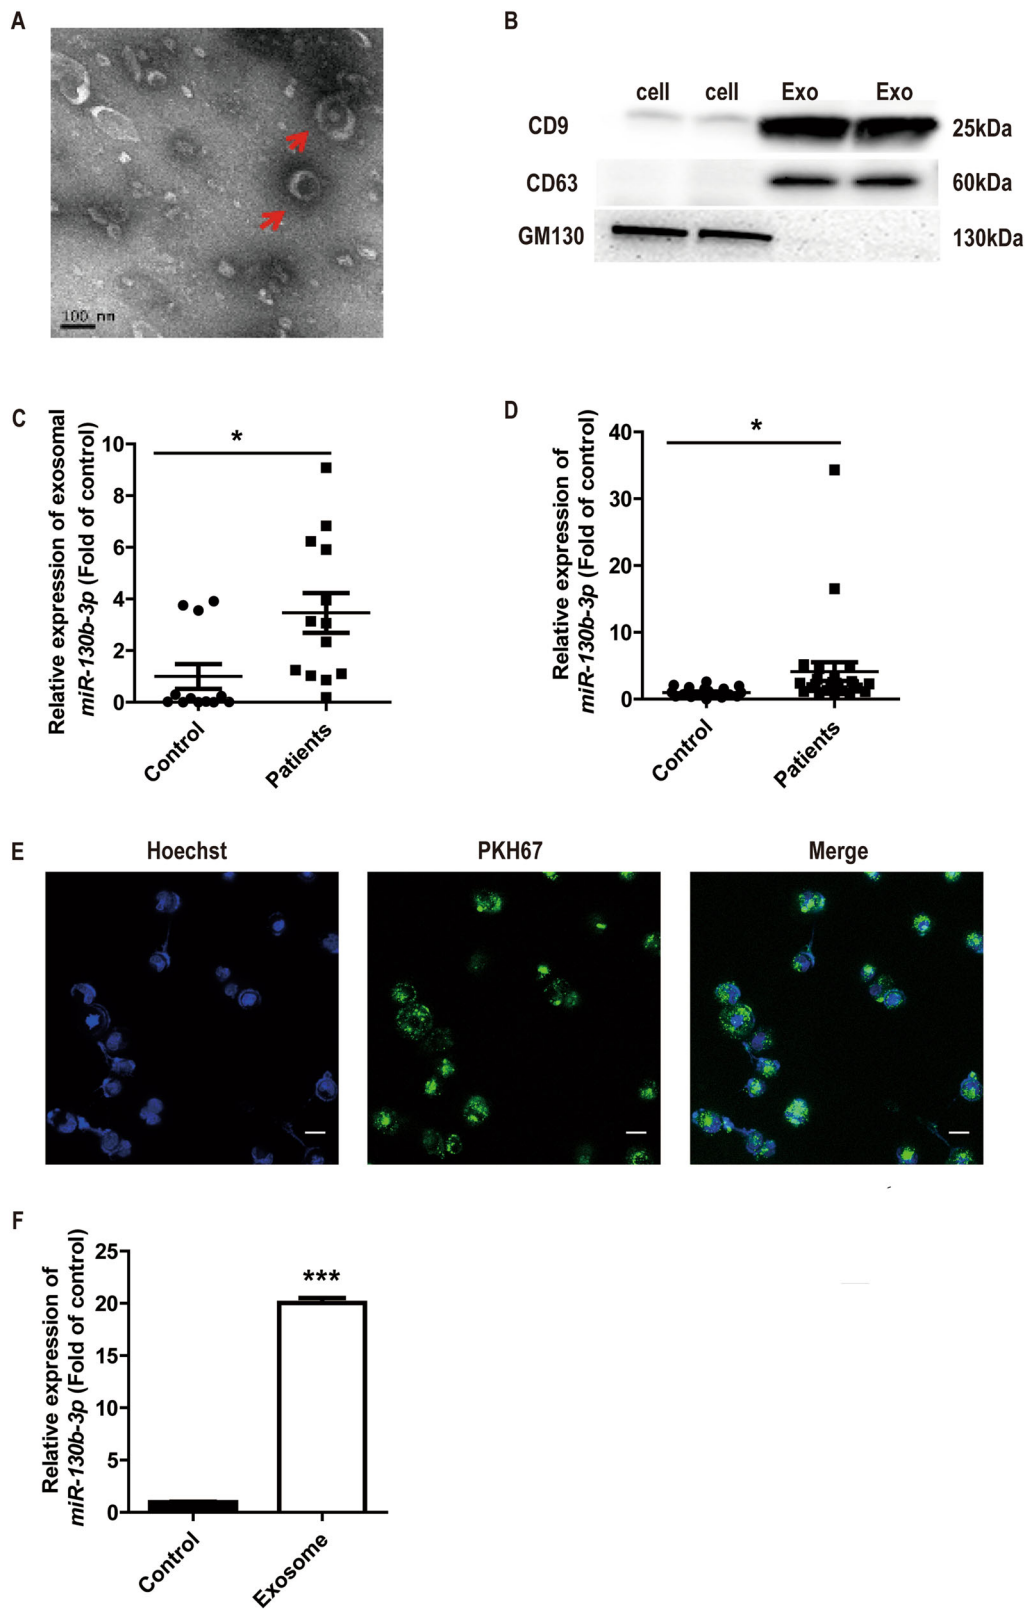 A
100 nm
B
cell cell Exo Exo
CD9 25kDa
CD63 60kDa
GM130 130kDa
C
Relative expression of exosomal
miR-130b-3p (Fold of control)
10
8
6
4
2
0
*
Control Patients
D
Relative expression of
miR-130b-3p (Fold of control)
40
30
20
10
0
*
Control Patients
E
Hoechst PKH67 Merge
F
Relative expression of
miR-130b-3p (Fold of control)
25
20
15
10
5
0
***
Control Exosome